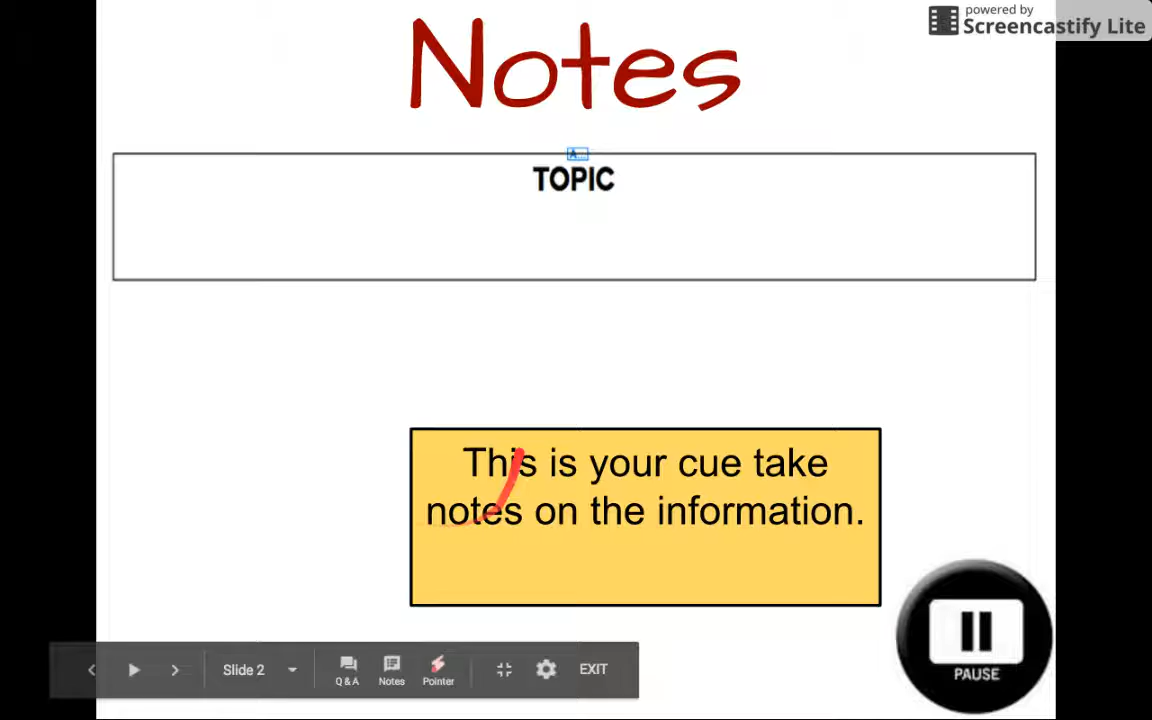 powered by
Screencastify Lite
Notes
A...
TOPIC
This is your cue take
notes on the information.
PAUSE
Slide 2
Q & A
Notes
Pointer
EXIT